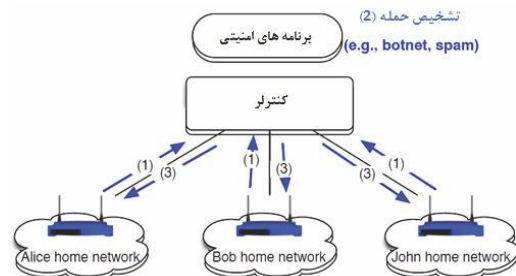 تشخیص حمله (2)
برنامه های امنیتی
(e.g., botnet, spam)
کنترلر
(1)
(3)
(1)
(3)
(3)
(1)
Alice home network
Bob home network
John home network